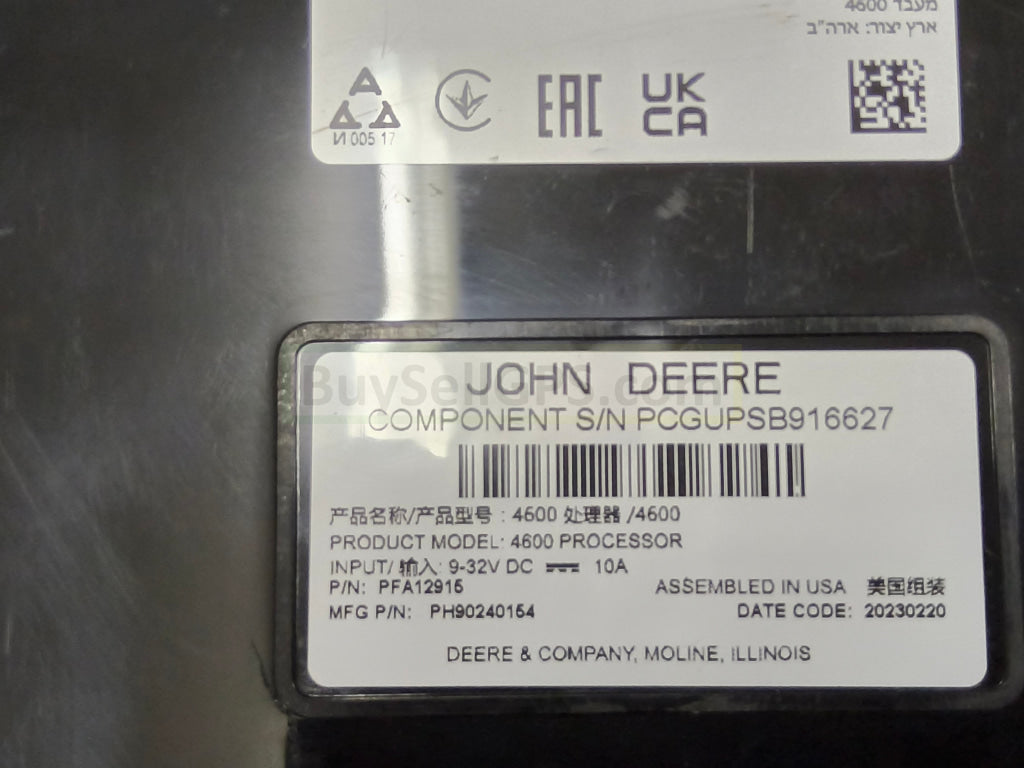 מעבד 4600
ארץ יצור: ארה"ב
И 005 17
EAC
UK
CA
BuySellGPS.com
JOHN DEERE
COMPONENT S/N PCGUPSB916627
产品名称/产品型号 : 4600 处理器 /4600
PRODUCT MODEL: 4600 PROCESSOR
INPUT/ 输入: 9-32V DC 10A
P/N: PFA12915 ASSEMBLED IN USA 美国组装
MFG P/N: PH90240154 DATE CODE: 20230220
DEERE & COMPANY, MOLINE, ILLINOIS